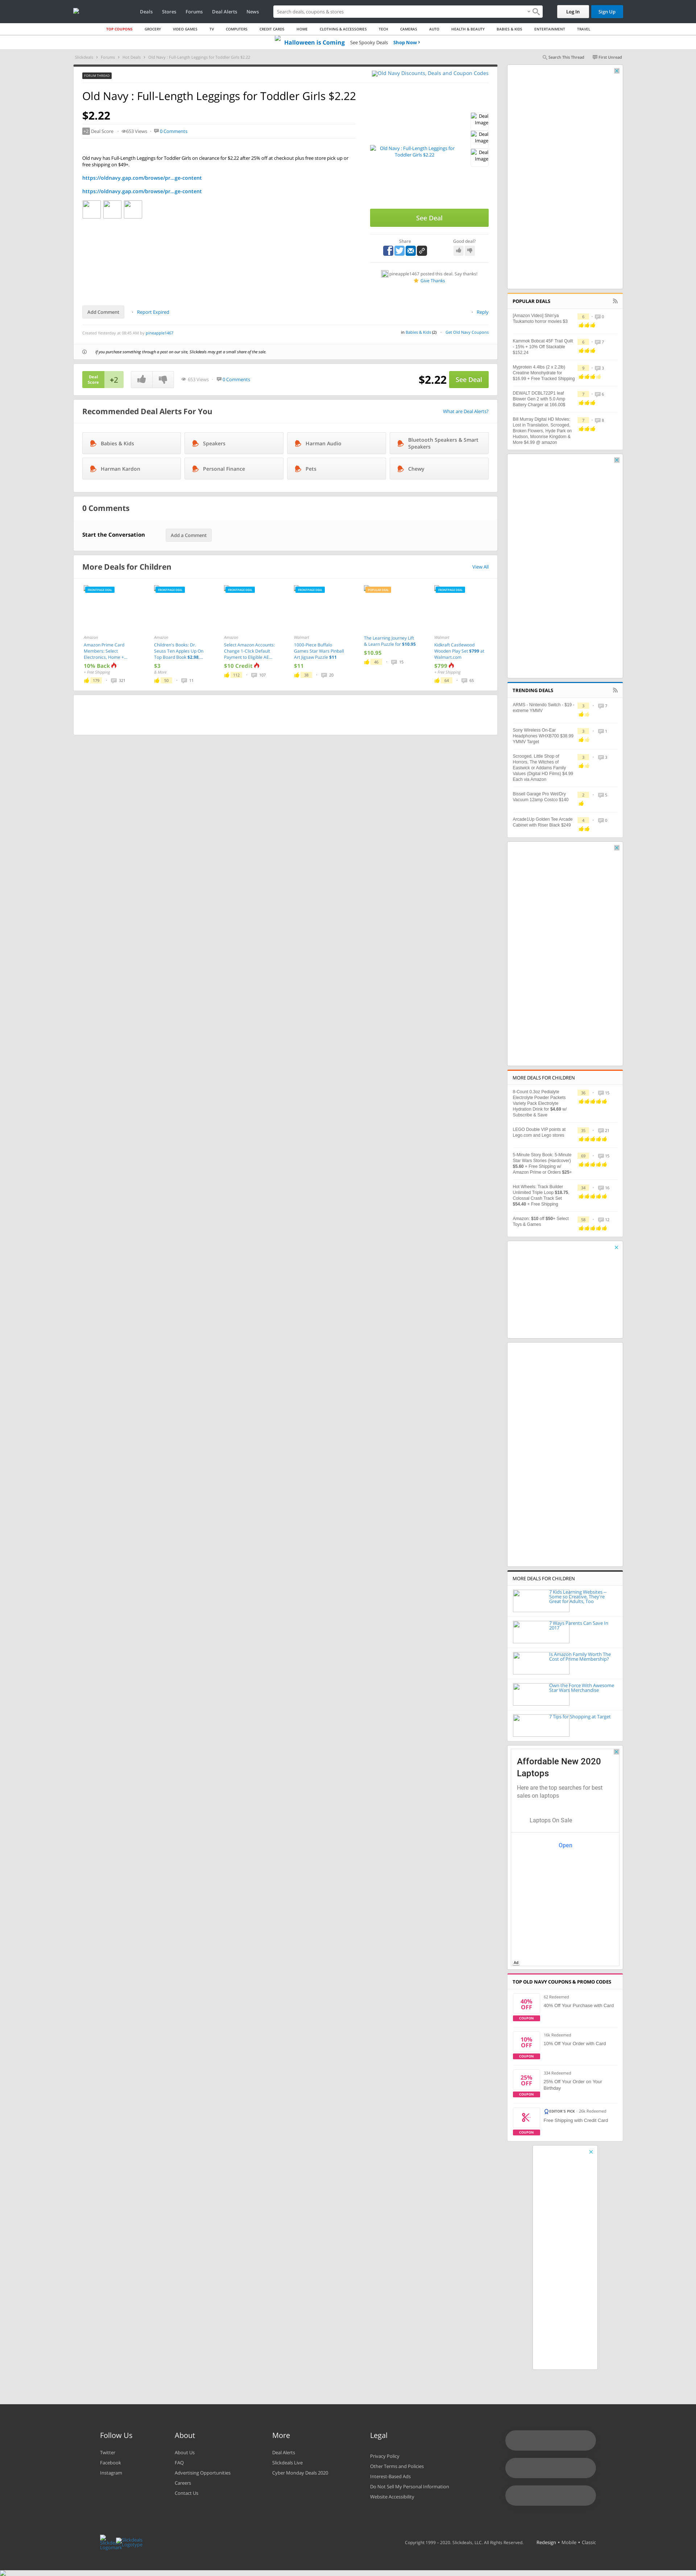 Deals Stores Forums Deal Alerts News
Search deals, coupons & stores
Log In
Sign Up
TOP COUPONS GROCERY VIDEO GAMES TV COMPUTERS CREDIT CARDS HOME CLOTHING & ACCESSORIES TECH CAMERAS AUTO HEALTH & BEAUTY BABIES & KIDS ENTERTAINMENT TRAVEL
Halloween is Coming See Spooky Deals Shop Now
Slickdeals Forums Hot Deals Old Navy : Full-Length Leggings for Toddler Girls $2.22
Search This Thread
First Unread
FORUM THREAD
Old Navy : Full-Length Leggings for Toddler Girls $2.22
$2.22
+2 Deal Score
653 Views
0 Comments
Old navy has Full-Length Leggings for Toddler Girls on clearance for $2.22 after 25% off at checkout plus free store pick up or
free shipping on $49+.
https://oldnavy.gap.com/browse/pr...ge-content
https://oldnavy.gap.com/browse/pr...ge-content
Old Navy Discounts, Deals and Coupon Codes
Old Navy : Full-Length Leggings for
Toddler Girls $2.22
Deal
Image
Deal
Image
Deal
Image
See Deal
Share
Good deal?
pineapple1467 posted this deal. Say thanks!
Give Thanks
Add Comment
Report Expired
Reply
Created Yesterday at 08:45 AM by pineapple1467
in Babies & Kids (2)
Get Old Navy Coupons
If you purchase something through a post on our site, Slickdeals may get a small share of the sale.
Deal
Score
+2
653 Views
0 Comments
$2.22
See Deal
Recommended Deal Alerts For You
What are Deal Alerts?
Babies & Kids
Speakers
Harman Audio
Bluetooth Speakers & Smart
Speakers
Harman Kardon
Personal Finance
Pets
Chewy
0 Comments
Start the Conversation
Add a Comment
More Deals for Children
View All
Amazon
Amazon Prime Card
Members: Select
Electronics, Home +...
10% Back
+ Free Shipping
179
321
Amazon
Children's Books: Dr.
Seuss Ten Apples Up On
Top Board Book $2.98,...
$3
& More
50
11
Amazon
Select Amazon Accounts:
Change 1-Click Default
Payment to Eligible AE...
$10 Credit
112
197
Walmart
1000-Piece Buffalo
Games Star Wars Pinball
Art Jigsaw Puzzle $11
$11
38
26
The Learning Journey Lift
& Learn Puzzle for $10.95
$10.95
46
15
Walmart
Kidkraft Castlewood
Wooden Play Set $799 at
Walmart.com
$799
+ Free Shipping
64
65
POPULAR DEALS
[Amazon Video] Shin'ya
Tsukamoto horror movies $3
6
0
Kammok Bobcat 45F Trail Quilt
- 15% + 10% Off Stackable
$152.24
6
7
Myprotein 4.4lbs (2 x 2.2lb)
Creatine Monohydrate for
$16.99 + Free Tracked Shipping
9
3
DEWALT DCBL722P1 leaf
Blower Gen 2 with 5.0 Amp
Battery Charger at 168.00$
7
6
Bill Murray Digital HD Movies:
Lost in Translation, Scrooged.
Broken Flowers, Hyde Park on
Hudson, Moonrise Kingdom &
More $4.99 @ amazon
7
8
TRENDING DEALS
ARMS - Nintendo Switch - $19 -
extreme YMMV
3
7
Sony Wireless On-Ear
Headphones WHXB700 $38.99
YMMV Target
3
1
Scrooged, Little Shop of
Horrors, The Witches of
Eastwick or Addams Family
Values (Digital HD Films) $4.99
Each via Amazon
3
3
Bissell Garage Pro Wet/Dry
Vacuum 12amp Costco $140
2
5
Arcade1Up Golden Tee Arcade
Cabinet with Riser Black $249
4
6
MORE DEALS FOR CHILDREN
8-Count 0.3oz Pedialyte
Electrolyte Powder Packets
Variety Pack Electrolyte
Hydration Drink for $4.69 w/
Subscribe & Save
36
15
LEGO Double VIP points at
Lego.com and Lego stores
35
21
5-Minute Story Book: 5-Minute
Star Wars Stories (Hardcover)
$5.60 + Free Shipping w/
Amazon Prime or Orders $25+
59
15
Hot Wheels: Track Builder
Unlimited Triple Loop $18.75,
Colossal Crash Track Set
$54.40 + Free Shipping
34
16
Amazon: $10 off $50+ Select
Toys & Games
58
12
MORE DEALS FOR CHILDREN
7 Kids Learning Websites –
Some so Creative, They're
Great for Adults, Too
7 Ways Parents Can Save in
2017
Is Amazon Family Worth The
Cost of Prime Membership?
Own the Force With Awesome
Star Wars Merchandise
7 Tips for Shopping at Target
Affordable New 2020
Laptops
Here are the top searches for best
sales on laptops
Laptops On Sale
Open
Ad
TOP OLD NAVY COUPONS & PROMO CODES
40%
OFF
COUPON
62 Redeemed
40% Off Your Purchase with Card
10%
OFF
COUPON
16k Redeemed
10% Off Your Order with Card
25%
OFF
COUPON
334 Redeemed
25% Off Your Order on Your
Birthday
COUPON
EDITOR'S PICK
28k Redeemed
Free Shipping with Credit Card
Follow Us
Twitter
Facebook
Instagram
About
About Us
FAQ
Advertising Opportunities
Careers
Contact Us
More
Deal Alerts
Slickdeals Live
Cyber Monday Deals 2020
Legal
Privacy Policy
Other Terms and Policies
Interest-Based Ads
Do Not Sell My Personal Information
Website Accessibility
Copyright 1999 - 2020. Slickdeals, LLC. All Rights Reserved.
Redesign • Mobile • Classic